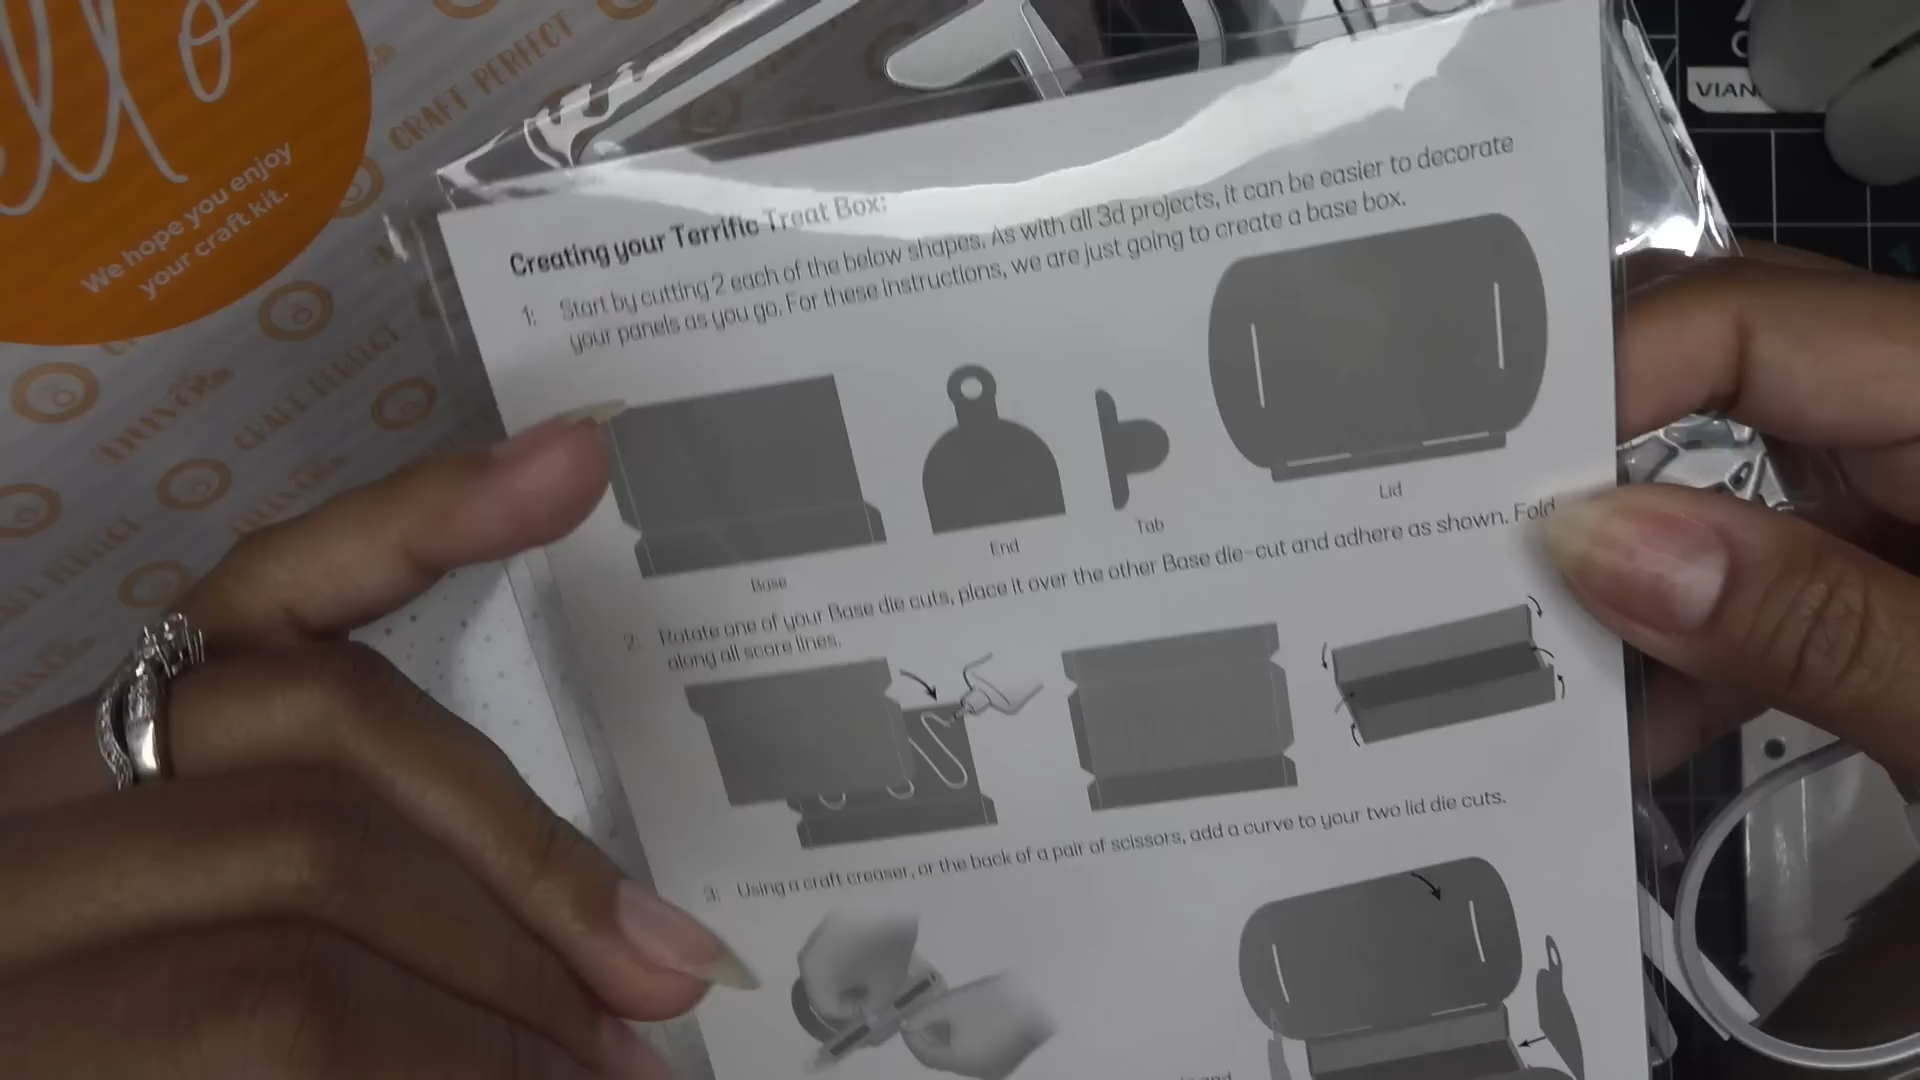 ello
We hope you enjoy
your craft kit.
CRAFT PERFECT
CRAFT PERFECT
VIAN
Creating your Terrific Treat Box:
1: Start by cutting 2 each of the below shapes. As with all 3d projects, it can be easier to decorate
your panels as you go. For these instructions, we are just going to create a base box.
Base
End
Tab
Lid
2: Rotate one of your Base die cuts, place it over the other Base die-cut and adhere as shown. Fold
along all score lines.
3: Using a craft creaser, or the back of a pair of scissors, add a curve to your two lid die cuts.
and